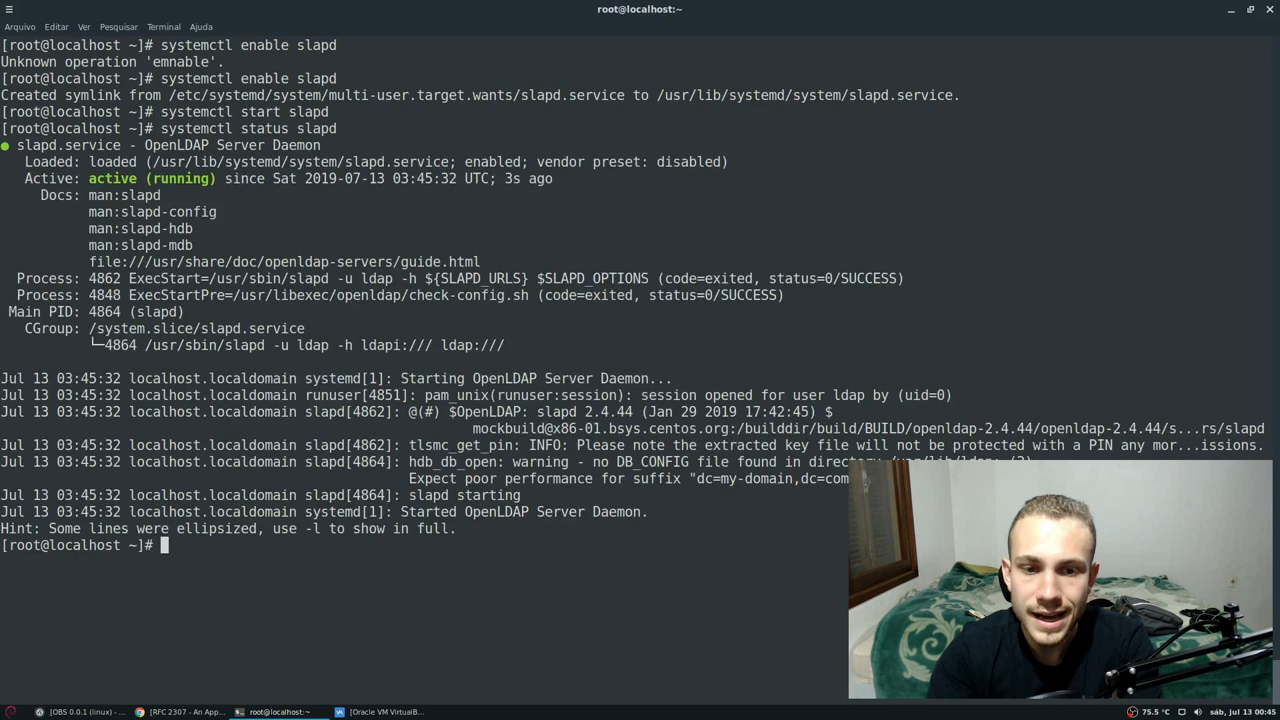 root@localhost:~
Arquivo Editar Ver Pesquisar Terminal Ajuda
[root@localhost ~]# systemctl enable slapd
Unknown operation 'emnable'.
[root@localhost ~]# systemctl enable slapd
Created symlink from /etc/systemd/system/multi-user.target.wants/slapd.service to /usr/lib/systemd/system/slapd.service.
[root@localhost ~]# systemctl start slapd
[root@localhost ~]# systemctl status slapd
● slapd.service - OpenLDAP Server Daemon
Loaded: loaded (/usr/lib/systemd/system/slapd.service; enabled; vendor preset: disabled)
Active: active (running) since Sat 2019-07-13 03:45:32 UTC; 3s ago
Docs: man:slapd
man:slapd-config
man:slapd-hdb
man:slapd-mdb
file:///usr/share/doc/openldap-servers/guide.html
Process: 4862 ExecStart=/usr/sbin/slapd -u ldap -h ${SLAPD_URLS} $SLAPD_OPTIONS (code=exited, status=0/SUCCESS)
Process: 4848 ExecStartPre=/usr/libexec/openldap/check-config.sh (code=exited, status=0/SUCCESS)
Main PID: 4864 (slapd)
CGroup: /system.slice/slapd.service
└─4864 /usr/sbin/slapd -u ldap -h ldapi:/// ldap:///
Jul 13 03:45:32 localhost.localdomain systemd[1]: Starting OpenLDAP Server Daemon...
Jul 13 03:45:32 localhost.localdomain runuser[4851]: pam_unix(runuser:session): session opened for user ldap by (uid=0)
Jul 13 03:45:32 localhost.localdomain slapd[4862]: @(#) $OpenLDAP: slapd 2.4.44 (Jan 29 2019 17:42:45) $
mockbuild@x86-01.bsys.centos.org:/builddir/build/BUILD/openldap-2.4.44/openldap-2.4.44/s...rs/slapd
Jul 13 03:45:32 localhost.localdomain slapd[4862]: tlsmc_get_pin: INFO: Please note the extracted key file will not be protected with a PIN any mor...issions.
Jul 13 03:45:32 localhost.localdomain slapd[4864]: hdb_db_open: warning - no DB_CONFIG file found in directory
Expect poor performance for suffix "dc=my-domain,dc=com
Jul 13 03:45:32 localhost.localdomain slapd[4864]: slapd starting
Jul 13 03:45:32 localhost.localdomain systemd[1]: Started OpenLDAP Server Daemon.
Hint: Some lines were ellipsized, use -l to show in full.
[root@localhost ~]#
[OBS 0.0.1 (linux) - ... [RFC 2307 - An App... root@localhost:~ [Oracle VM VirtualB... 75.5 °C sáb, jul 13 00:45